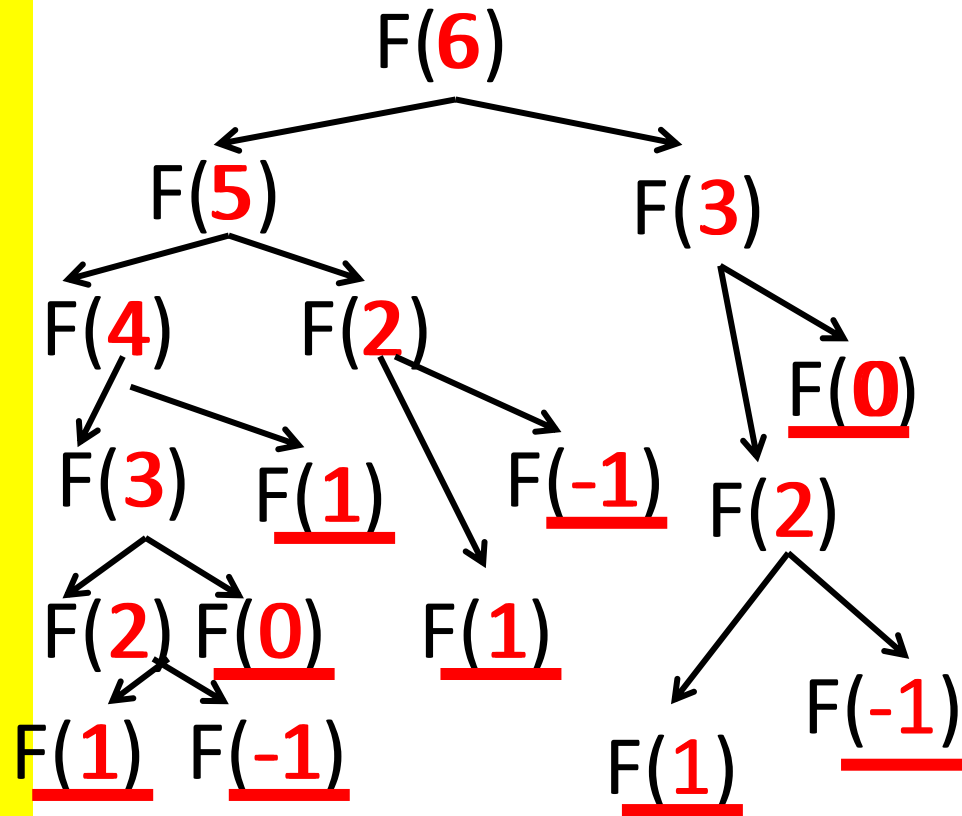 F(6)
F(5) F(3)
F(4) F(2)
F(0)
F(3) F(1) F(-1) F(2)
F(2) F(0) F(1)
F(1) F(-1) F(1) F(-1)